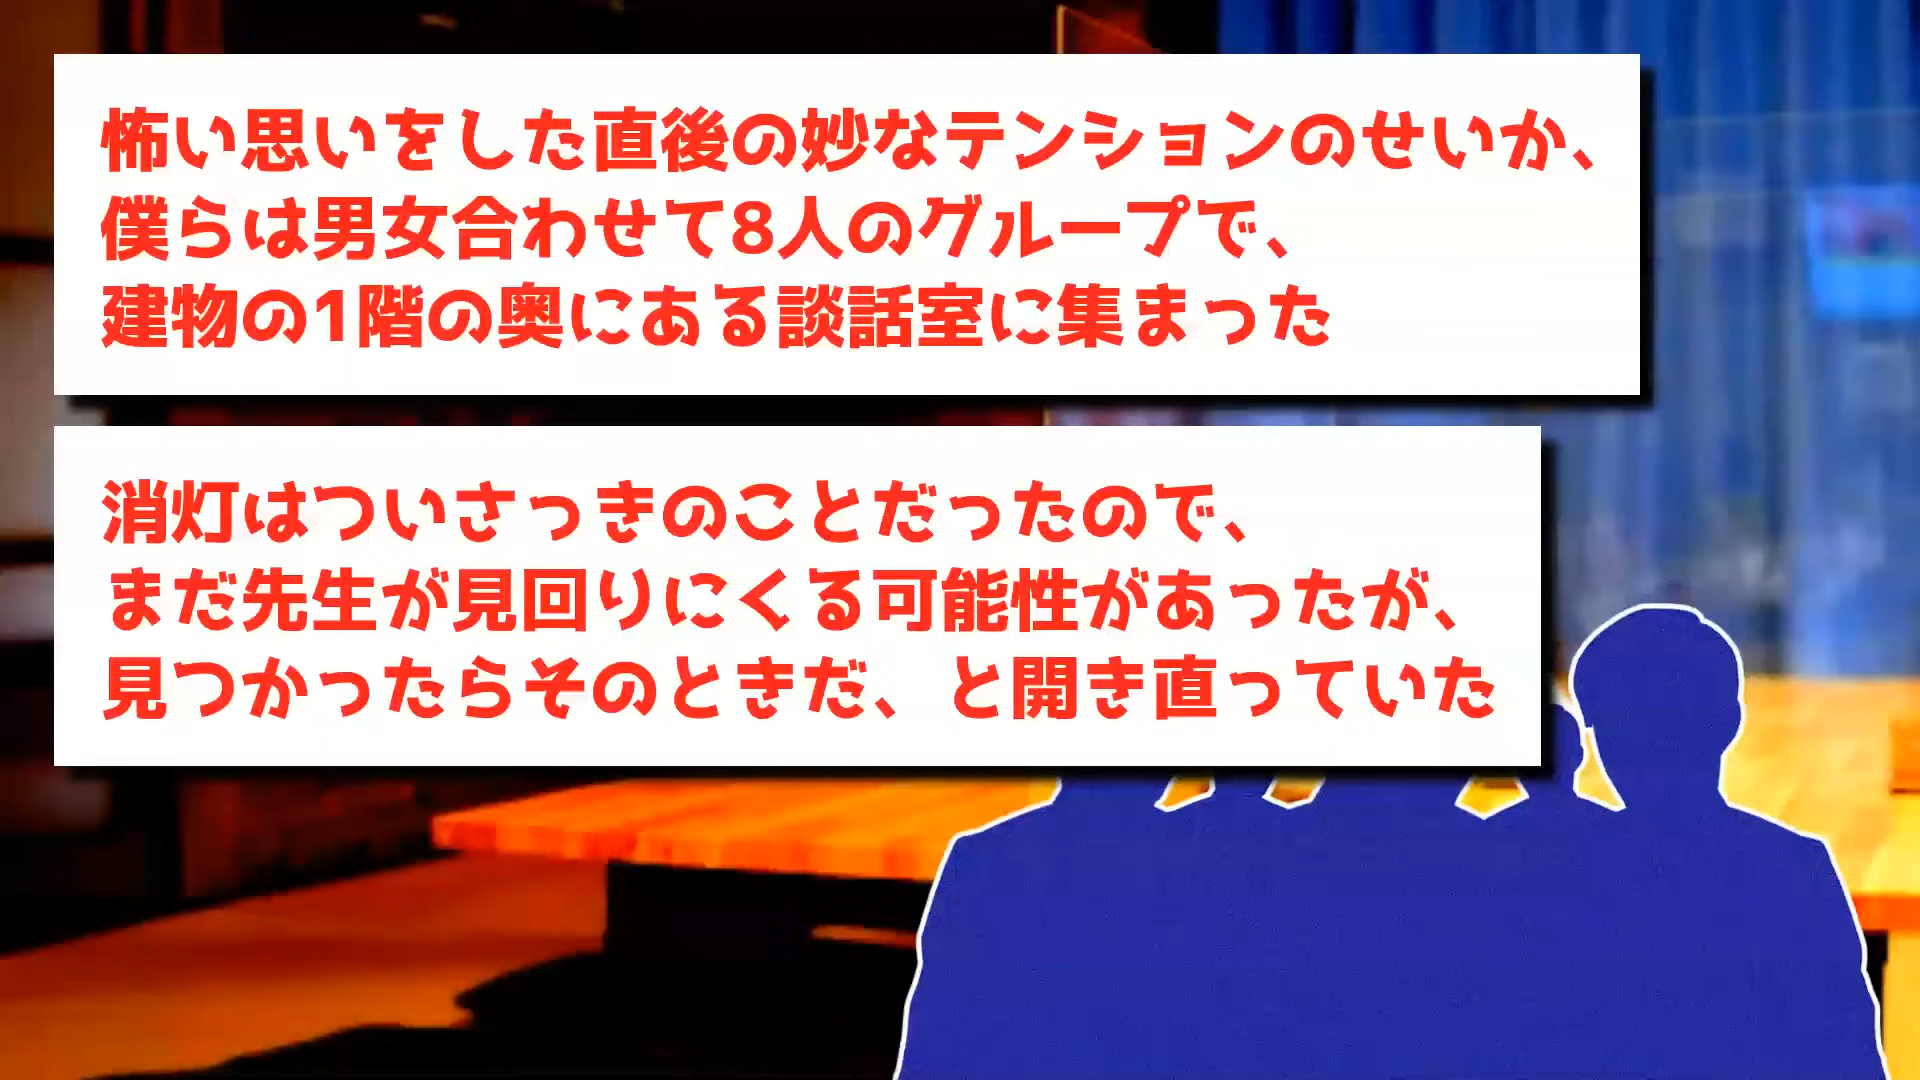 怖い思いをした直後の妙なテンションのせいか、
僕らは男女合わせて8人のグループで、
建物の1階の奥にある談話室に集まった
消灯はついさっきのことだったので、
まだ先生が見回りにくる可能性があったが、
見つかったらそのときだ、と開き直っていた